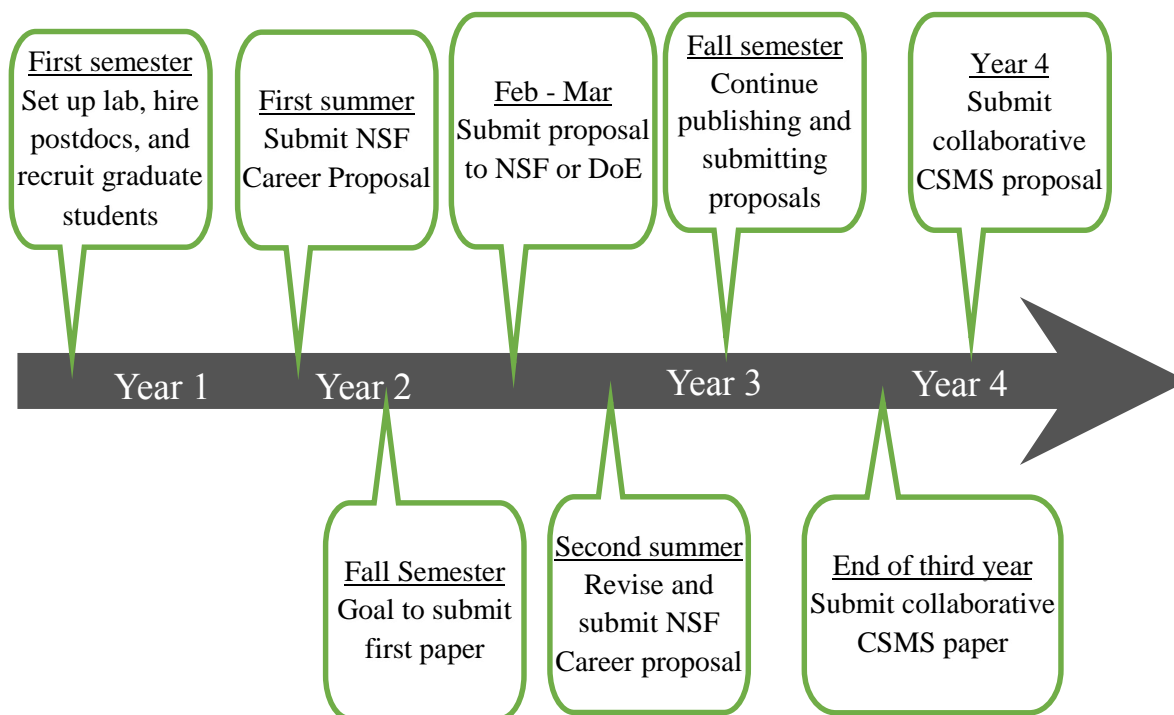 First semester
Set up lab, hire
postdocs, and
recruit graduate
students
First summer
Submit NSF
Career Proposal
Feb - Mar
Submit proposal
to NSF or DoE
Fall semester
Continue
publishing and
submitting
proposals
Year 4
Submit
collaborative
CSMS proposal
Year 1
Year 2
Year 3
Year 4
Fall Semester
Goal to submit
first paper
Second summer
Revise and
submit NSF
Career proposal
End of third year
Submit collaborative
CSMS paper